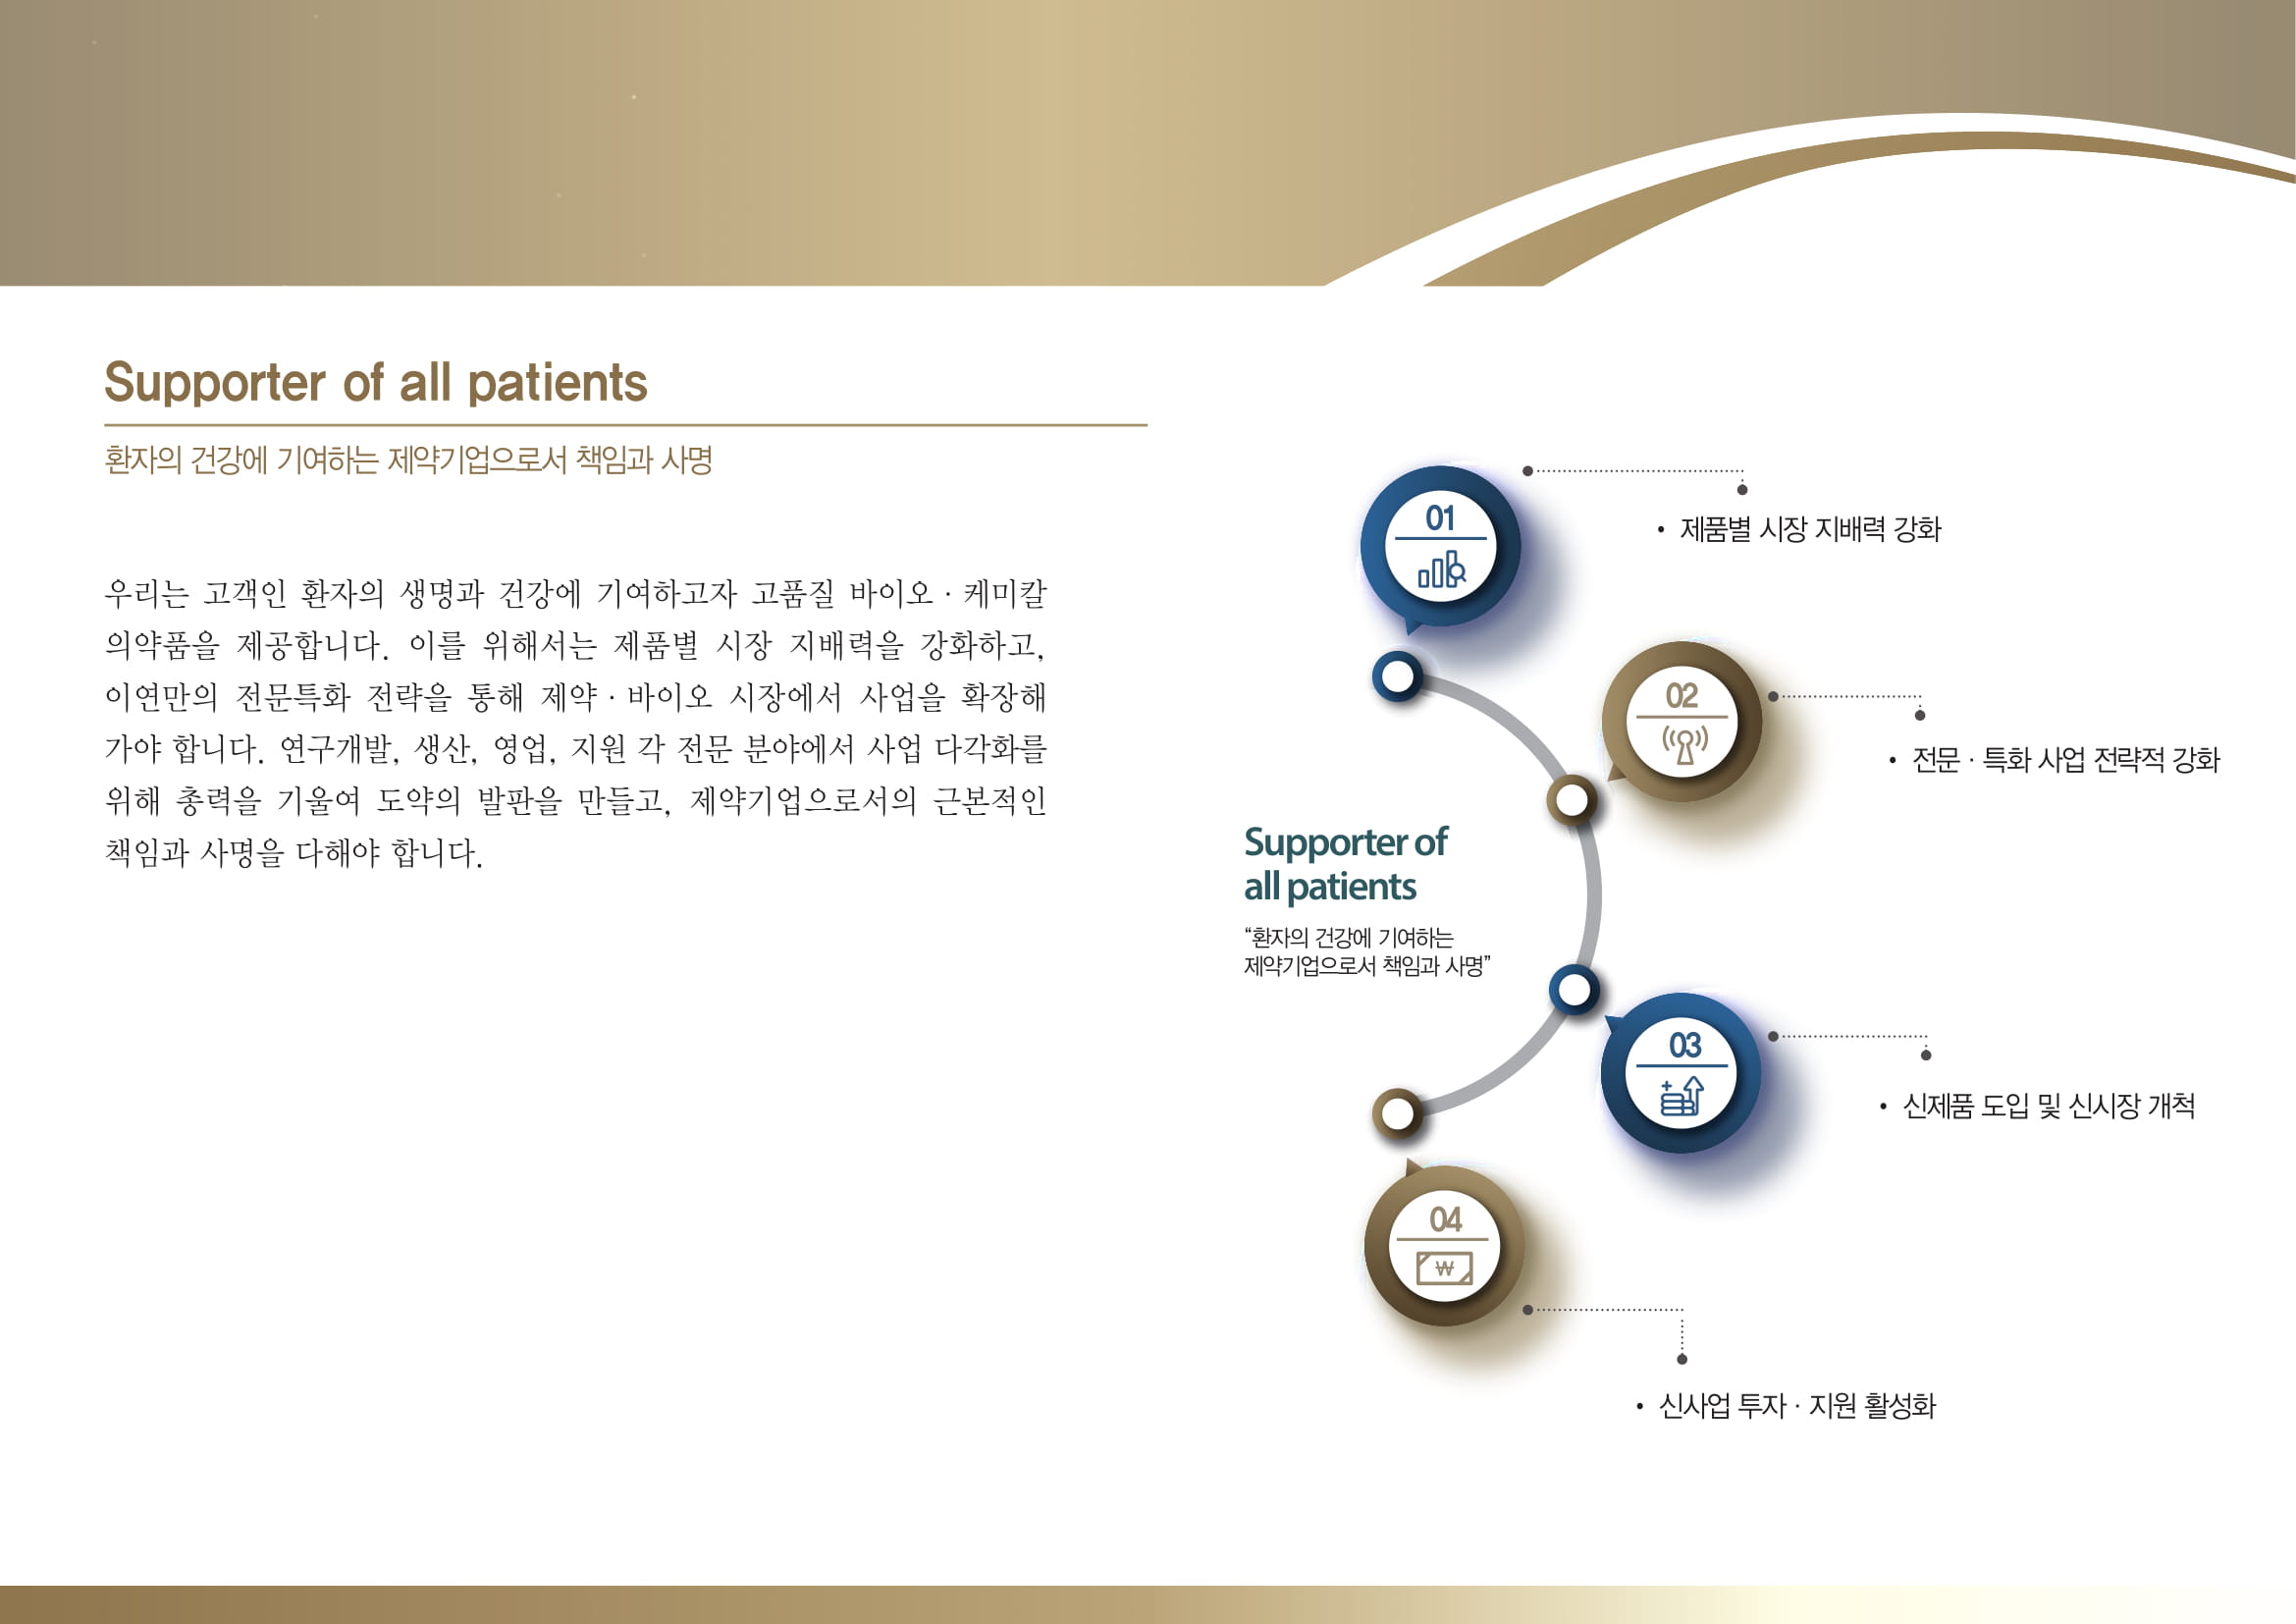 Supporter of all patients
환자의 건강에 기여하는 제약기업으로서 책임과 사명
우리는 고객인 환자의 생명과 건강에 기여하고자 고품질 바이오 · 케미칼
의약품을 제공합니다. 이를 위해서는 제품별 시장 지배력을 강화하고,
이연만의 전문특화 전략을 통해 제약 · 바이오 시장에서 사업을 확장해
가야 합니다. 연구개발, 생산, 영업, 지원 각 전문 분야에서 사업 다각화를
위해 총력을 기울여 도약의 발판을 만들고, 제약기업으로서의 근본적인
책임과 사명을 다해야 합니다.
Supporter of
all patients
“환자의 건강에 기여하는
제약기업으로서 책임과 사명”
01
• 제품별 시장 지배력 강화
02
• 전문 · 특화 사업 전략적 강화
03
• 신제품 도입 및 신시장 개척
04
₩
• 신사업 투자 · 지원 활성화